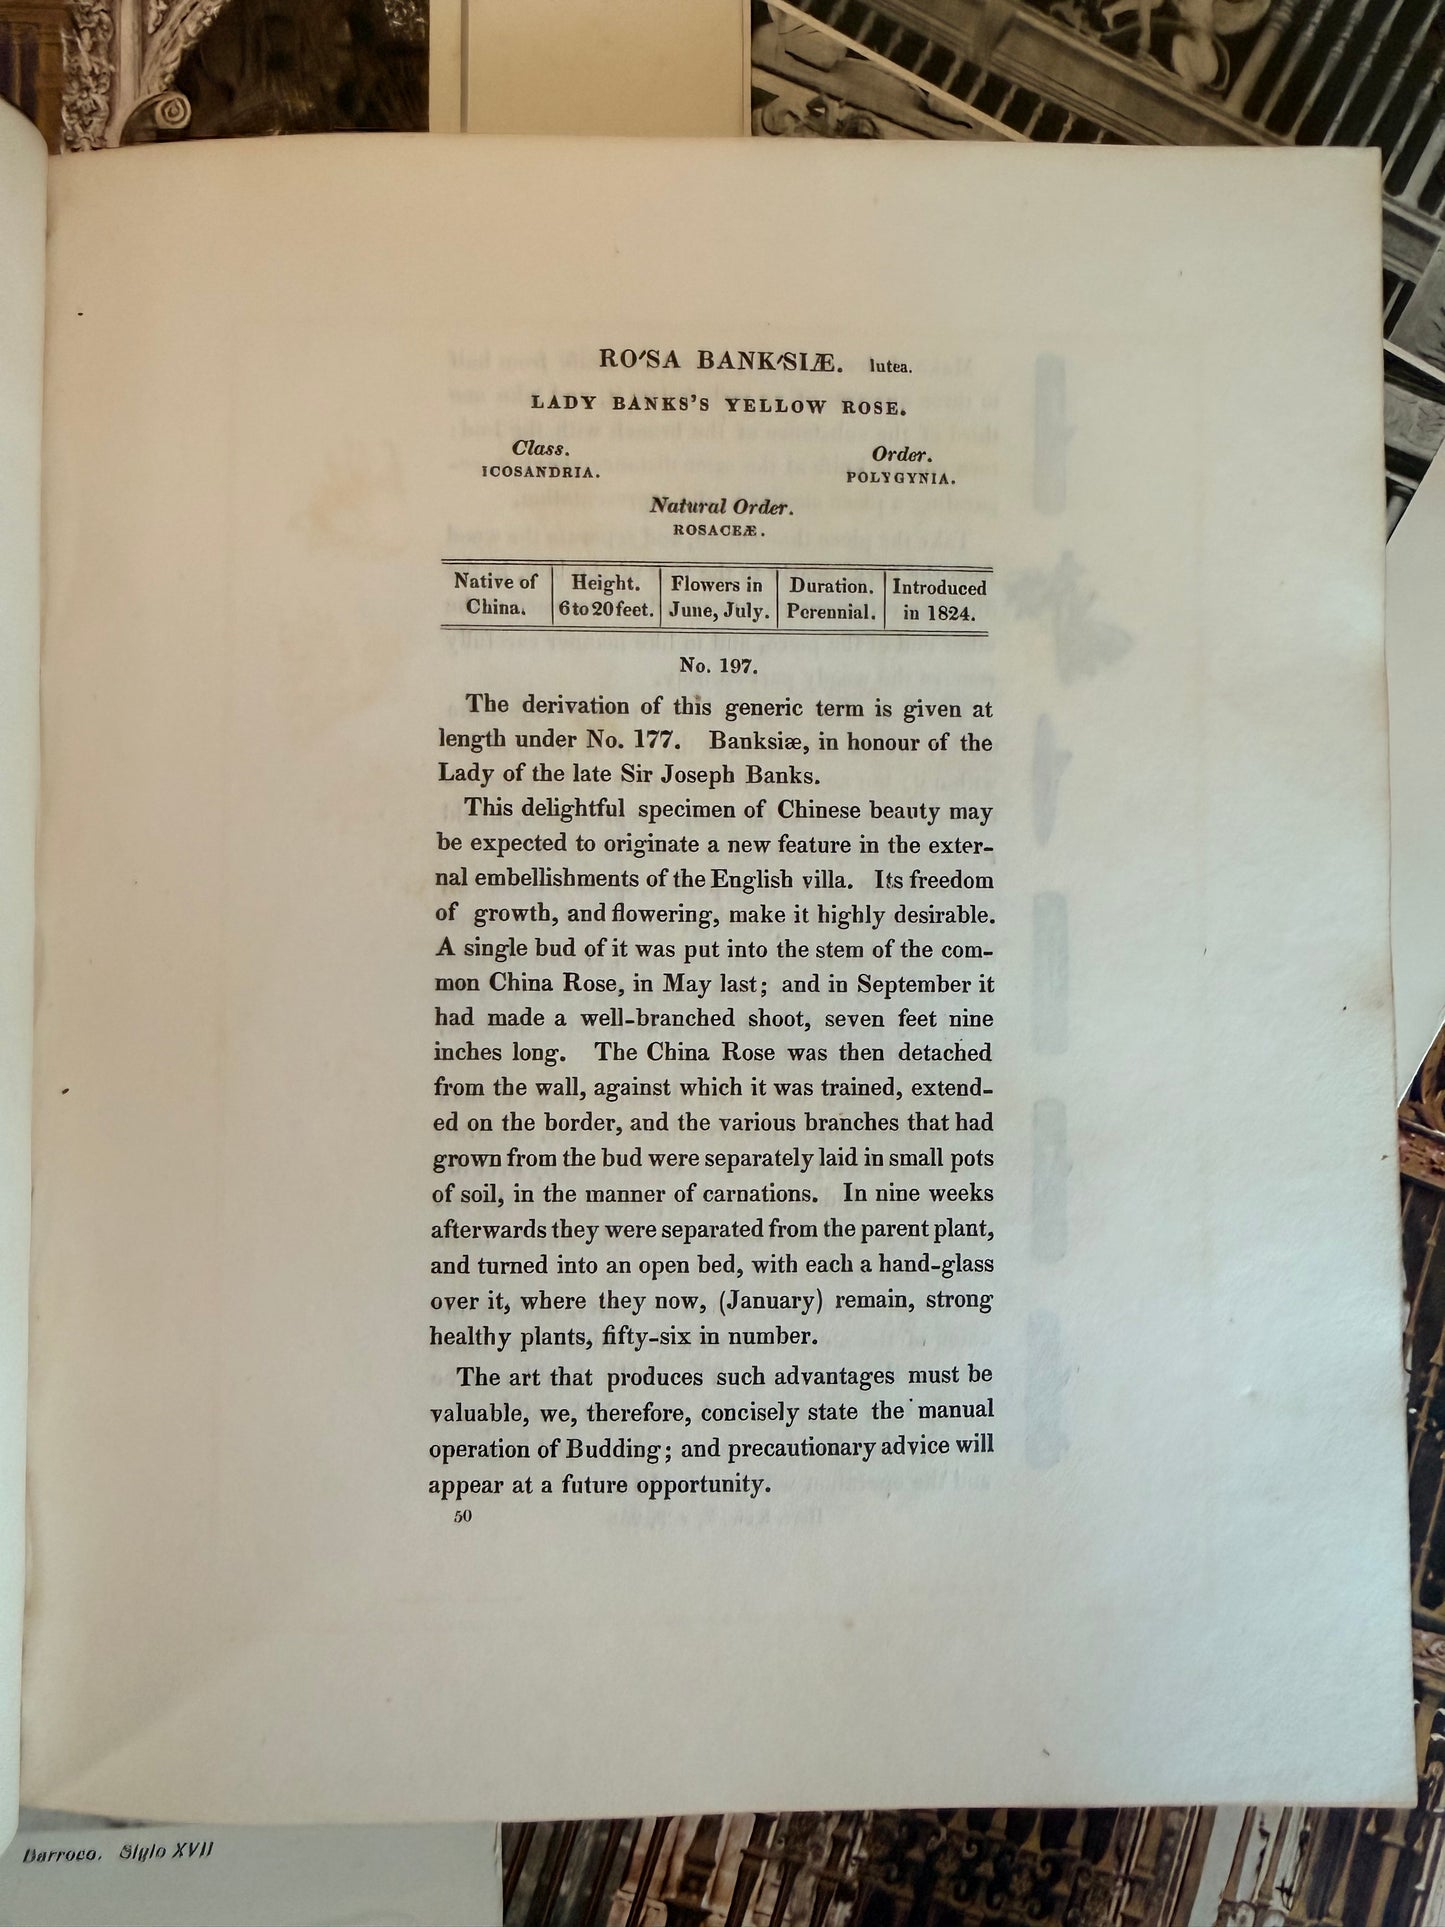 RO'SA BANK'SIÆ. lutea.
LADY BANKS'S YELLOW ROSE.
Class. Order.
ICOSANDRIA. POLYGYNIA.
Natural Order.
ROSACEÆ.
Native of Height. Flowers in Duration. Introduced
China. 6 to 20 feet. June, July. Perennial. in 1824.
No. 197.
The derivation of this generic term is given at
length under No. 177. Banksiæ, in honour of the
Lady of the late Sir Joseph Banks.
This delightful specimen of Chinese beauty may
be expected to originate a new feature in the exter-
nal embellishments of the English villa. Its freedom
of growth, and flowering, make it highly desirable.
A single bud of it was put into the stem of the com-
mon China Rose, in May last; and in September it
had made a well-branched shoot, seven feet nine
inches long. The China Rose was then detached
from the wall, against which it was trained, extend-
ed on the border, and the various branches that had
grown from the bud were separately laid in small pots
of soil, in the manner of carnations. In nine weeks
afterwards they were separated from the parent plant,
and turned into an open bed, with each a hand-glass
over it, where they now, (January) remain, strong
healthy plants, fifty-six in number.
The art that produces such advantages must be
valuable, we, therefore, concisely state the manual
operation of Budding; and precautionary advice will
appear at a future opportunity.
50
Barroco. Siglo XVII